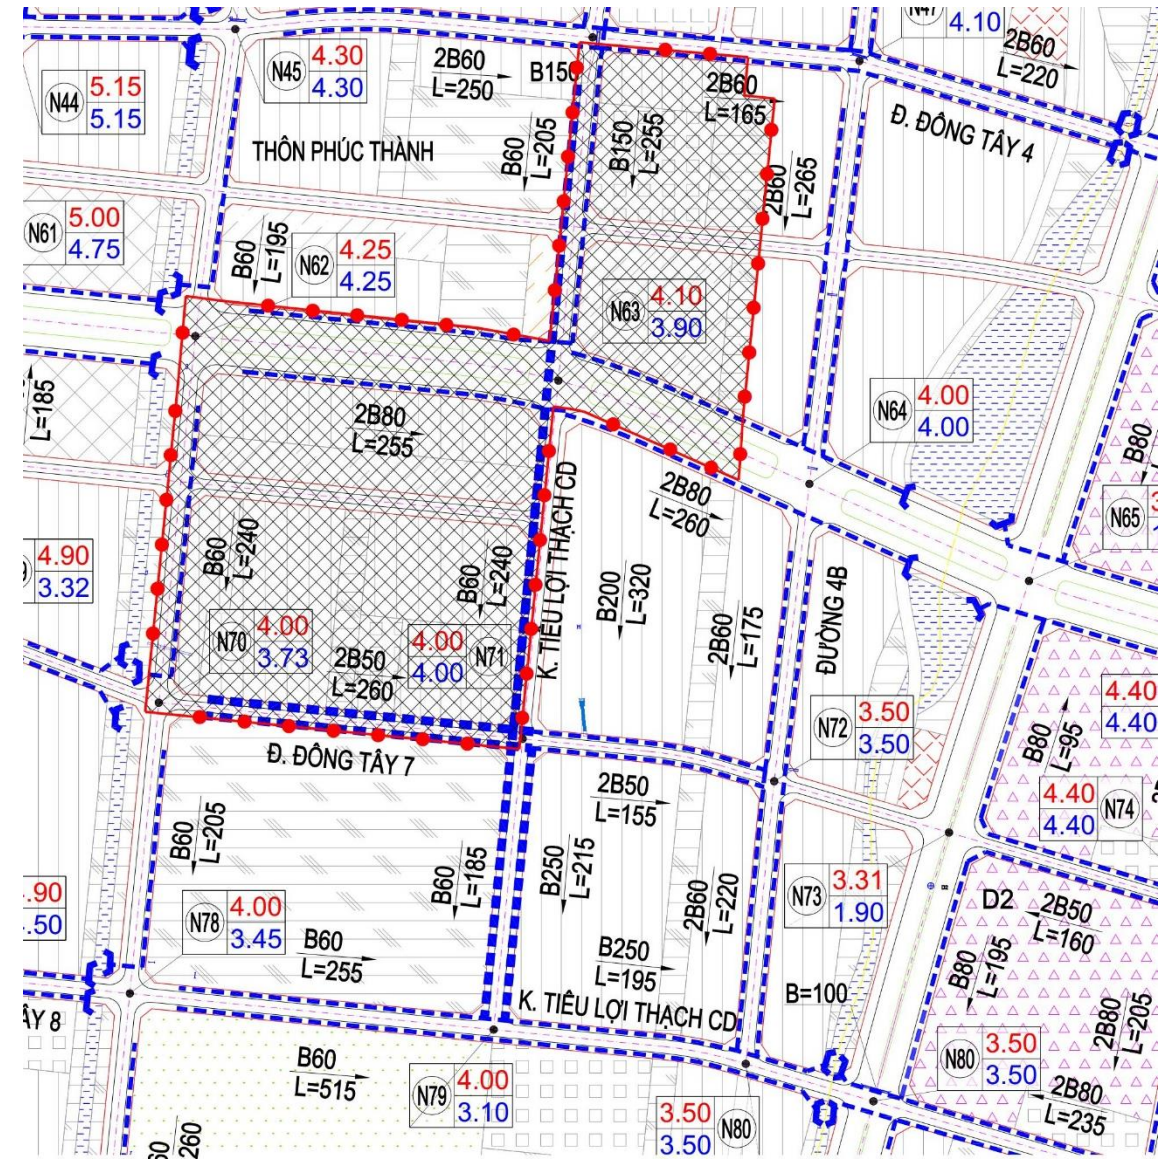 N47
4.10
2B60
L=220
N45
4.30
4.30
2B60
L=250
B150
2B60
L=165
N44
5.15
5.15
THÔN PHÚC THÀNH
B60
L=205
B150
L=255
Đ. ĐÔNG TÂY 4
2B60
L=265
N61
5.00
4.75
B60
L=195
N62
4.25
4.25
N63
4.10
3.90
L=185
2B80
L=255
N64
4.00
4.00
B80
N65
2B80
L=260
4.90
3.32
B60
L=240
B60
L=240
K. TIÊU LỢI THẠCH CD
B200
L=320
2B60
L=175
ĐƯỜNG 4B
N70
4.00
3.73
2B50
L=260
4.00
4.00
N71
N72
3.50
3.50
B80
L=95
4.40
4.40
Đ. ĐÔNG TÂY 7
2B50
L=155
4.40
4.40
N74
B60
L=205
B60
L=185
B250
L=215
2B60
L=220
N73
3.31
1.90
D2
2B50
L=160
.90
.50
N78
4.00
3.45
B60
L=255
B250
L=195
B80
L=195
B=100
K. TIÊU LỢI THẠCH CD
2B80
L=205
ÂY 8
B60
L=515
N79
4.00
3.10
N80
3.50
3.50
2B80
L=235
3.50
3.50
N80
60
260